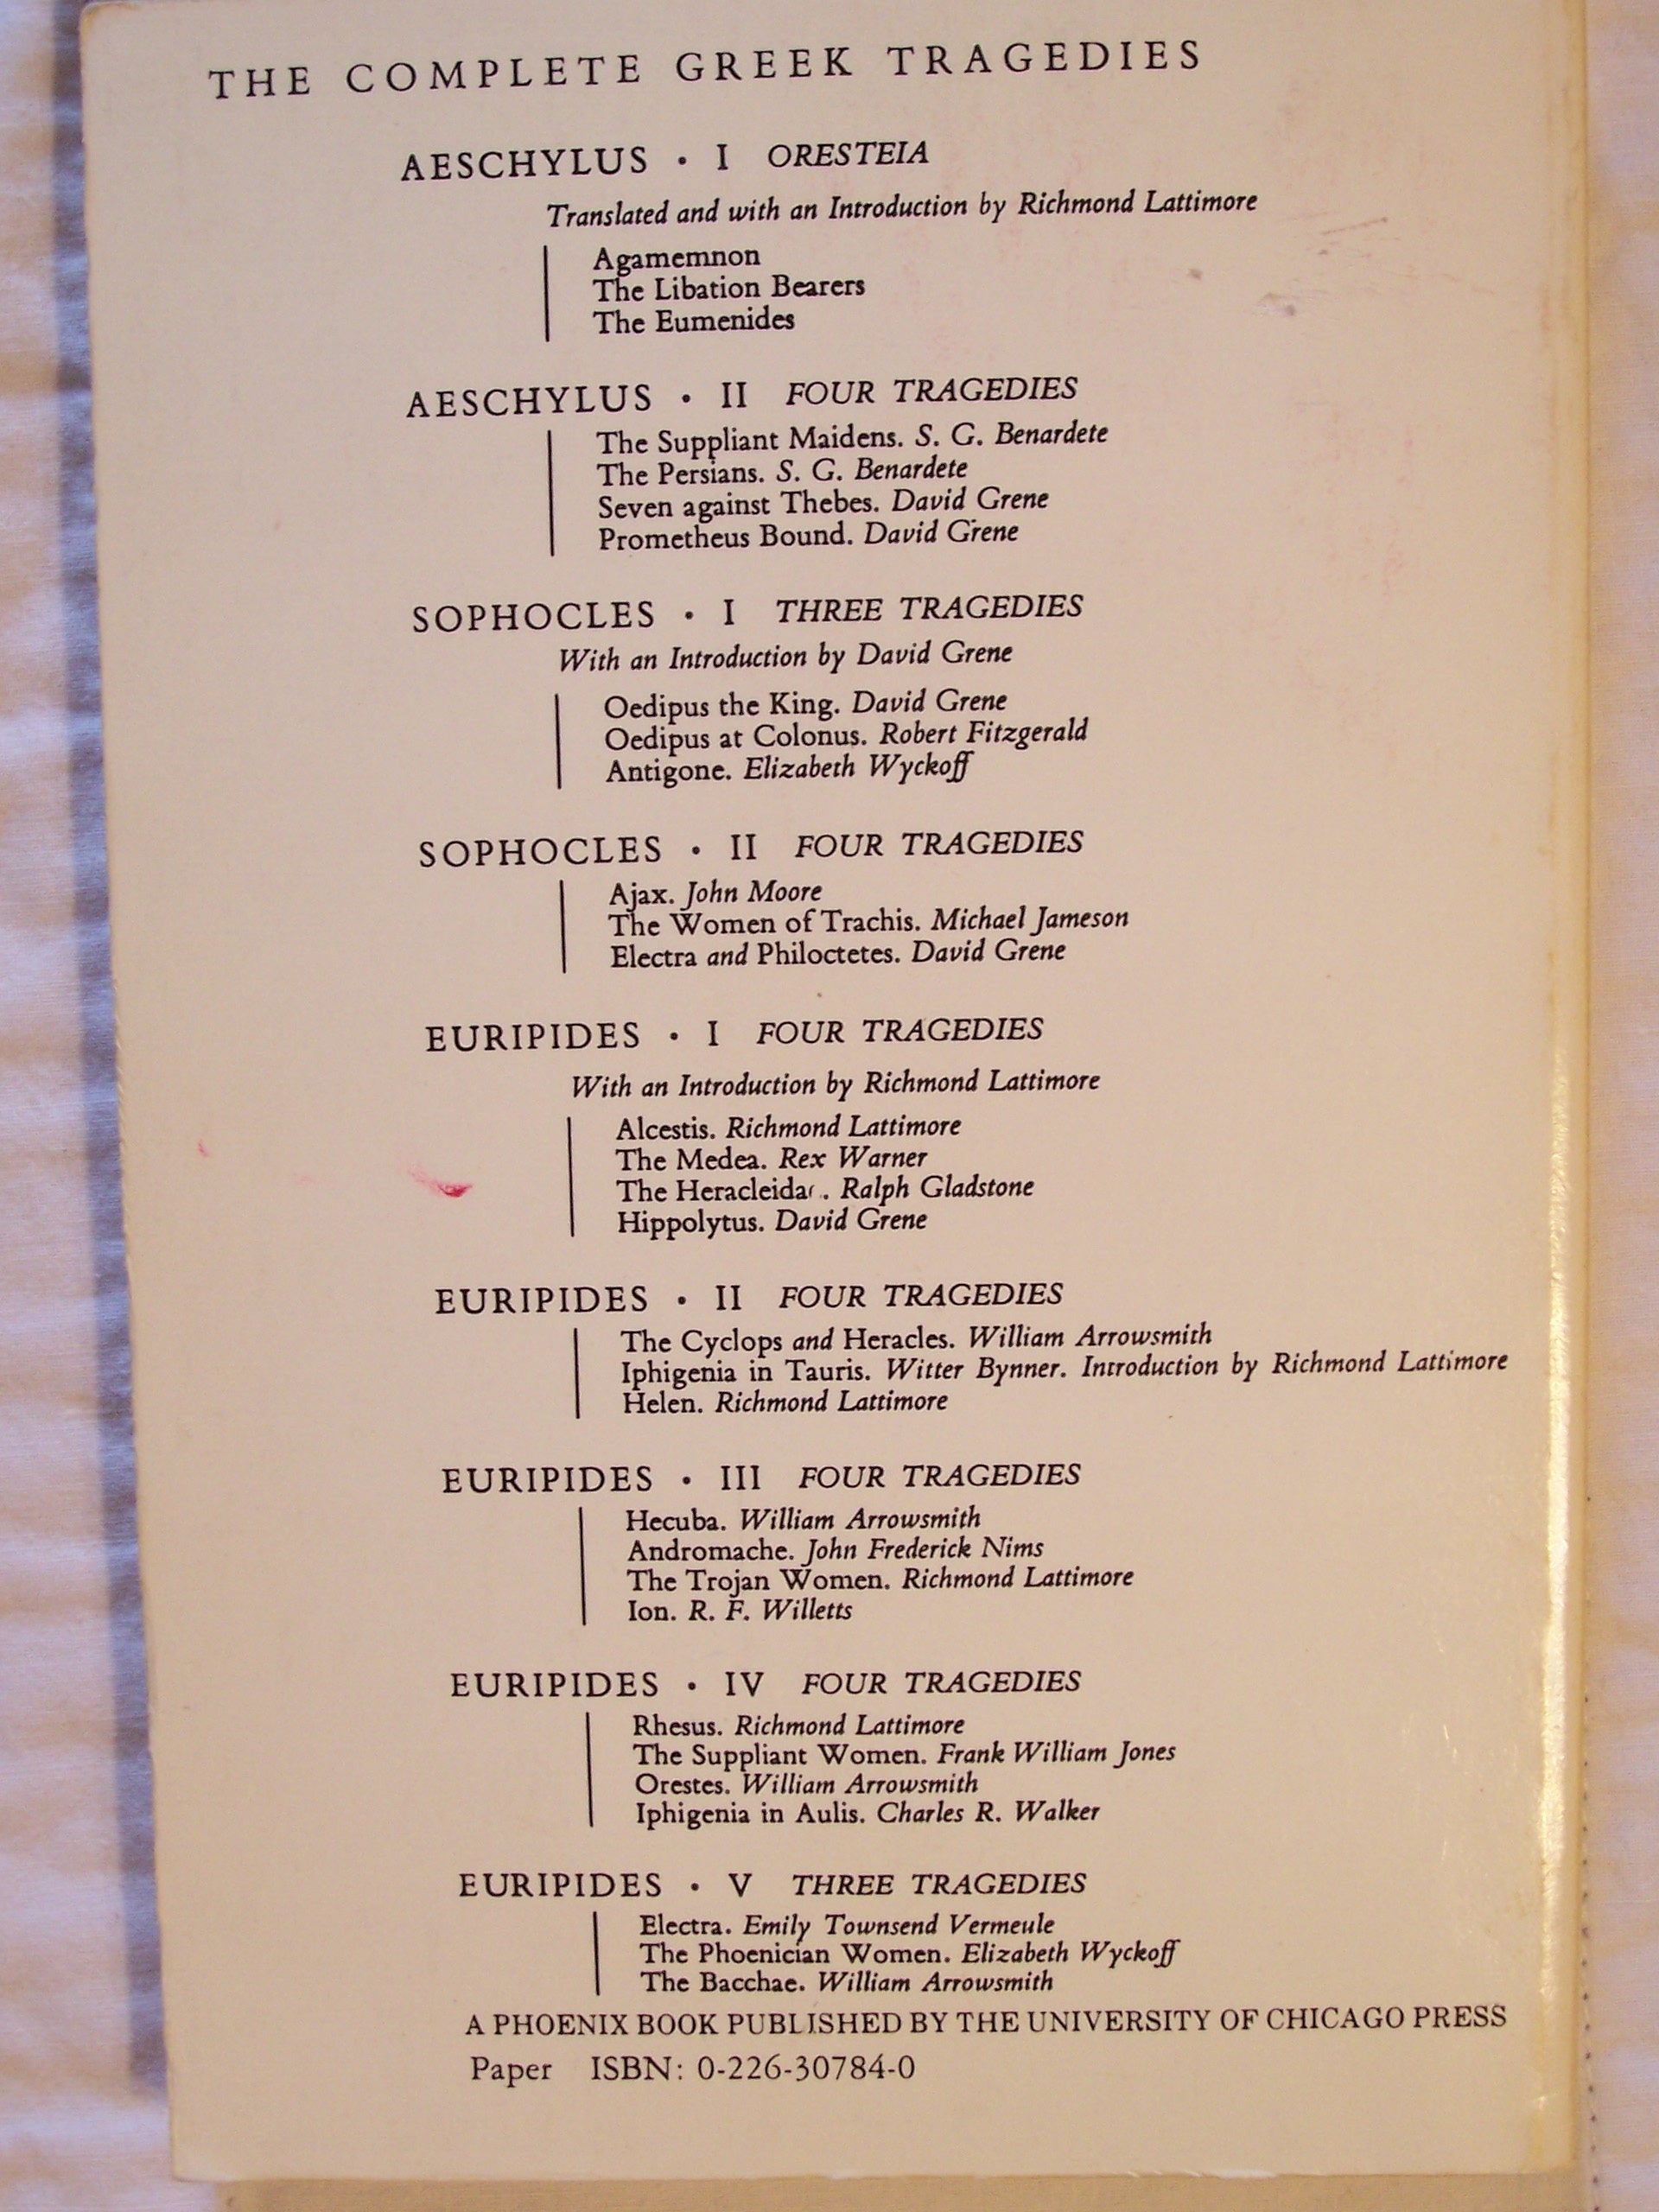 THE COMPLETE GREEK TRAGEDIES
AESCHYLUS · I ORESTEIA
Translated and with an Introduction by Richmond Lattimore
Agamemnon
The Libation Bearers
The Eumenides
AESCHYLUS · II FOUR TRAGEDIES
The Suppliant Maidens. S. G. Benardete
The Persians. S. G. Benardete
Seven against Thebes. David Grene
Prometheus Bound. David Grene
SOPHOCLES · I THREE TRAGEDIES
With an Introduction by David Grene
Oedipus the King. David Grene
Oedipus at Colonus. Robert Fitzgerald
Antigone. Elizabeth Wyckoff
SOPHOCLES · II FOUR TRAGEDIES
Ajax. John Moore
The Women of Trachis. Michael Jameson
Electra and Philoctetes. David Grene
EURIPIDES · I FOUR TRAGEDIES
With an Introduction by Richmond Lattimore
Alcestis. Richmond Lattimore
The Medea. Rex Warner
The Heracleidae. Ralph Gladstone
Hippolytus. David Grene
EURIPIDES · II FOUR TRAGEDIES
The Cyclops and Heracles. William Arrowsmith
Iphigenia in Tauris. Witter Bynner. Introduction by Richmond Lattimore
Helen. Richmond Lattimore
EURIPIDES · III FOUR TRAGEDIES
Hecuba. William Arrowsmith
Andromache. John Frederick Nims
The Trojan Women. Richmond Lattimore
Ion. R. F. Willetts
EURIPIDES · IV FOUR TRAGEDIES
Rhesus. Richmond Lattimore
The Suppliant Women. Frank William Jones
Orestes. William Arrowsmith
Iphigenia in Aulis. Charles R. Walker
EURIPIDES · V THREE TRAGEDIES
Electra. Emily Townsend Vermeule
The Phoenician Women. Elizabeth Wyckoff
The Bacchae. William Arrowsmith
A PHOENIX BOOK PUBLISHED BY THE UNIVERSITY OF CHICAGO PRESS
Paper ISBN: 0-226-30784-0